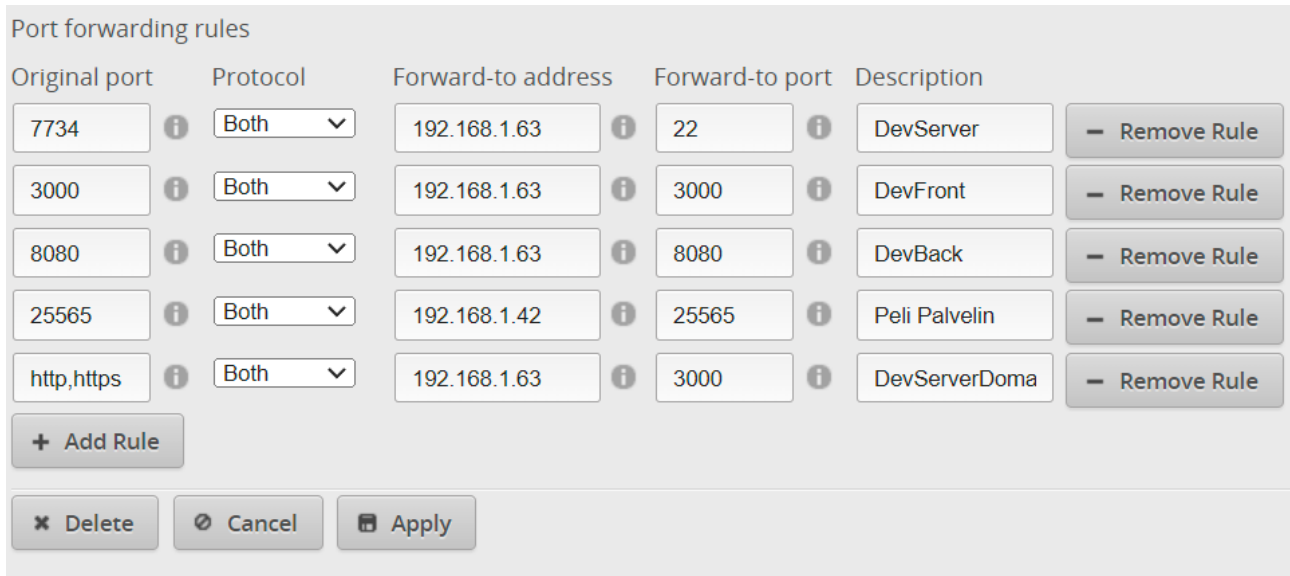 Port forwarding rules
Original port Protocol Forward-to address Forward-to port Description
7734 Both 192.168.1.63 22 DevServer − Remove Rule
3000 Both 192.168.1.63 3000 DevFront − Remove Rule
8080 Both 192.168.1.63 8080 DevBack − Remove Rule
25565 Both 192.168.1.42 25565 Peli Palvelin − Remove Rule
http,https Both 192.168.1.63 3000 DevServerDoma − Remove Rule
+ Add Rule
Delete Cancel Apply